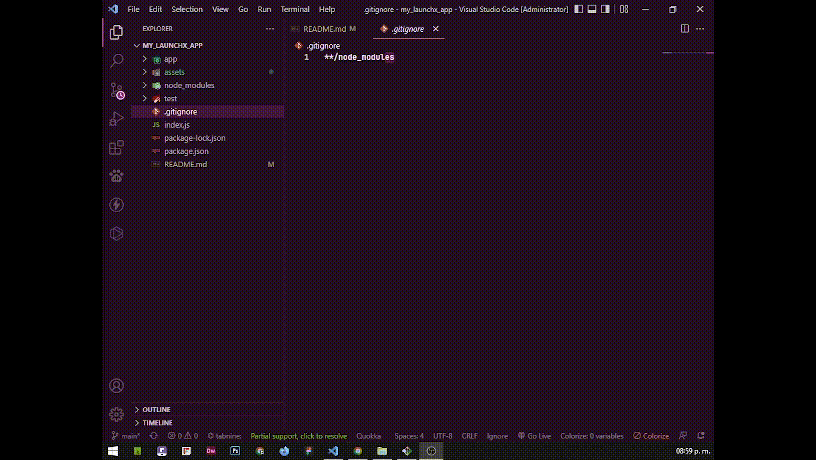 File Edit Selection View Go Run Terminal Help .gitignore - my_launchx_app - Visual Studio Code [Administrator]
EXPLORER
README.md M
.gitignore
MY_LAUNCHX_APP
.gitignore
1 **/node_modules
app
assets
node_modules
test
.gitignore
JS index.js
package-lock.json
package.json
README.md M
OUTLINE
TIMELINE
main* 0 0 tabnine: Partial support, click to resolve Quokka Spaces: 4 UTF-8 CRLF Ignore Go Live Colorize: 0 variables Colorize
Dw Ps 08:59 p. m.